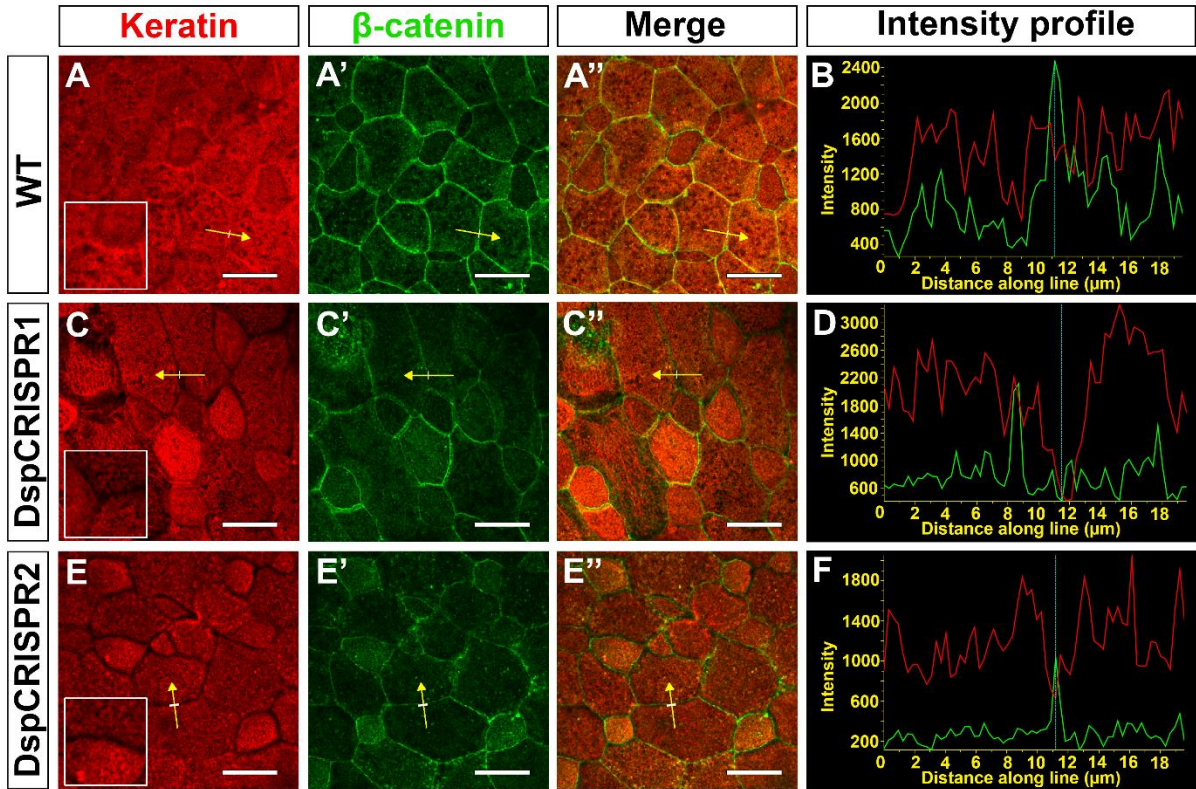 Keratin
β-catenin
Merge
Intensity profile
WT
A
A'
A''
B
2400
2000
1600
1200
800
400
Intensity
0 2 4 6 8 10 12 14 16 18
Distance along line (µm)
DspCRISPR1
C
C'
C''
D
3000
2600
2200
1800
1400
1000
600
Intensity
0 2 4 6 8 10 12 14 16 18
Distance along line (µm)
DspCRISPR2
E
E'
E''
F
1800
1400
1000
600
200
Intensity
0 2 4 6 8 10 12 14 16 18
Distance along line (µm)